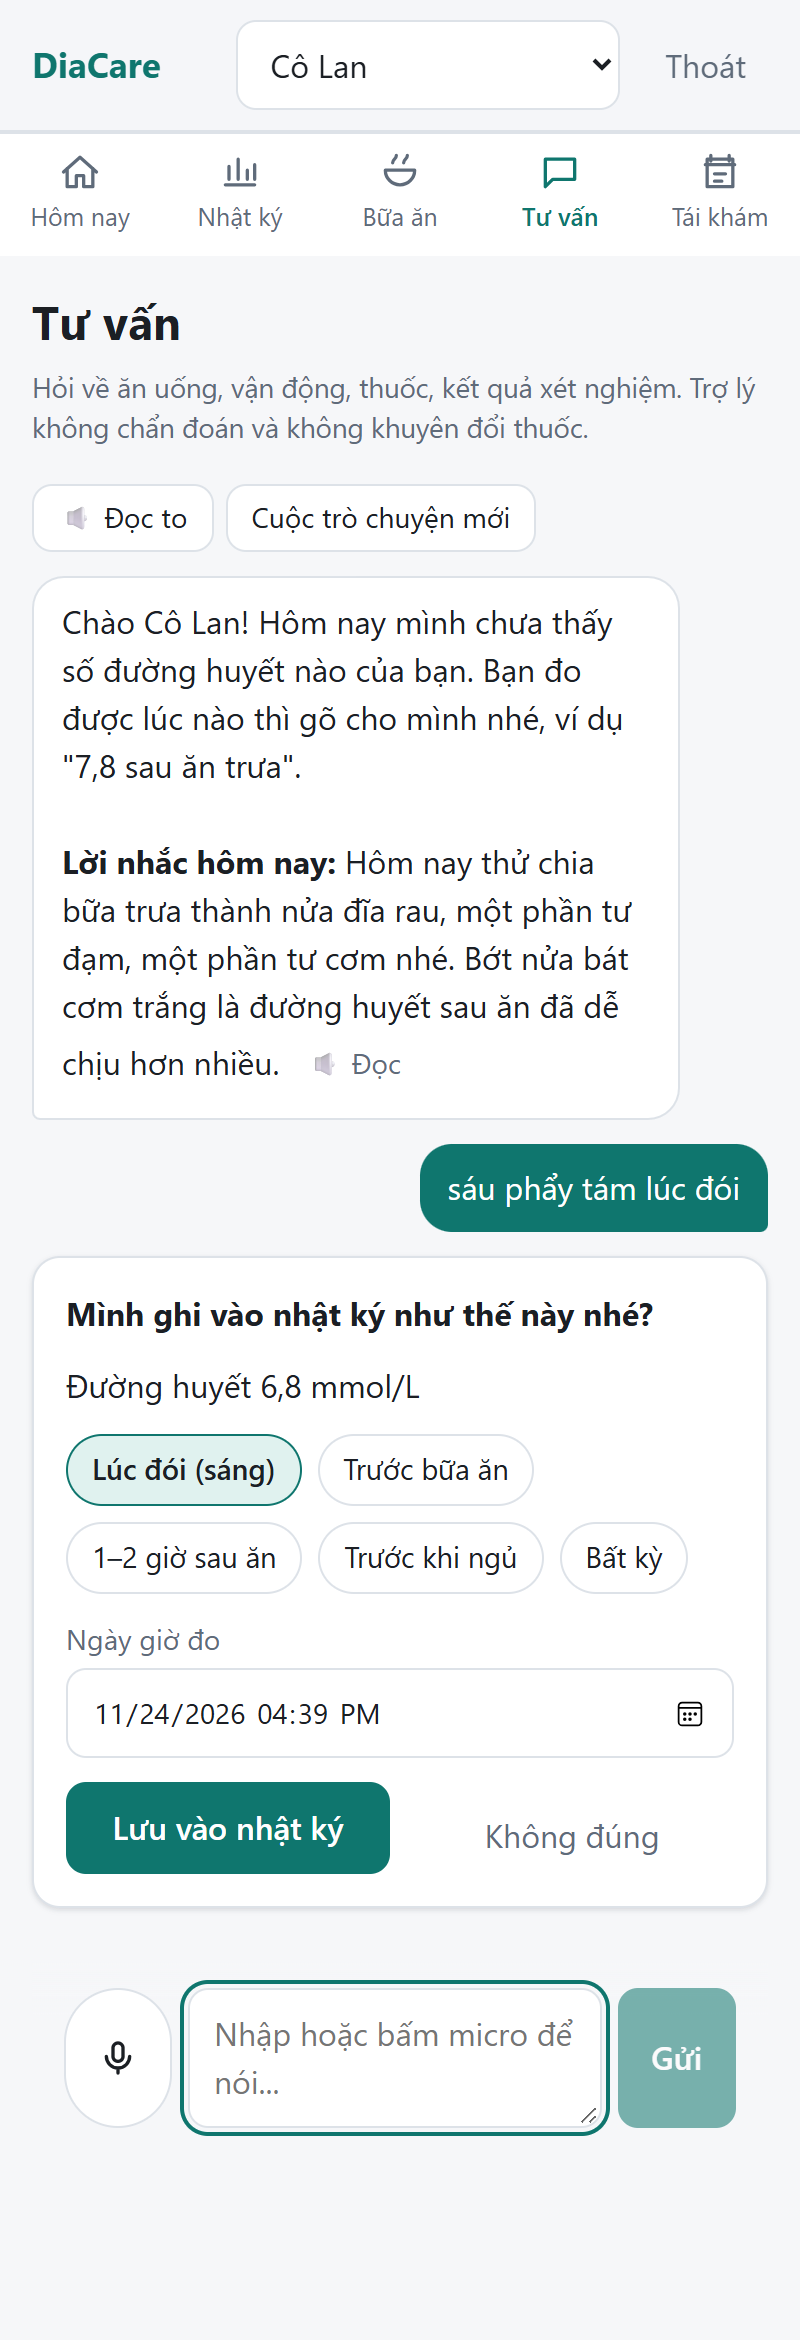 DiaCare
Cô Lan
Thoát
Hôm nay
Nhật ký
Bữa ăn
Tư vấn
Tái khám
Tư vấn
Hỏi về ăn uống, vận động, thuốc, kết quả xét nghiệm. Trợ lý
không chẩn đoán và không khuyên đổi thuốc.
Đọc to
Cuộc trò chuyện mới
Chào Cô Lan! Hôm nay mình chưa thấy
số đường huyết nào của bạn. Bạn đo
được lúc nào thì gõ cho mình nhé, ví dụ
"7,8 sau ăn trưa".
Lời nhắc hôm nay: Hôm nay thử chia
bữa trưa thành nửa đĩa rau, một phần tư
đạm, một phần tư cơm nhé. Bớt nửa bát
cơm trắng là đường huyết sau ăn đã dễ
chịu hơn nhiều. Đọc
sáu phẩy tám lúc đói
Mình ghi vào nhật ký như thế này nhé?
Đường huyết 6,8 mmol/L
Lúc đói (sáng)
Trước bữa ăn
1–2 giờ sau ăn
Trước khi ngủ
Bất kỳ
Ngày giờ đo
11/24/2026 04:39 PM
Lưu vào nhật ký
Không đúng
Nhập hoặc bấm micro để
nói...
Gửi